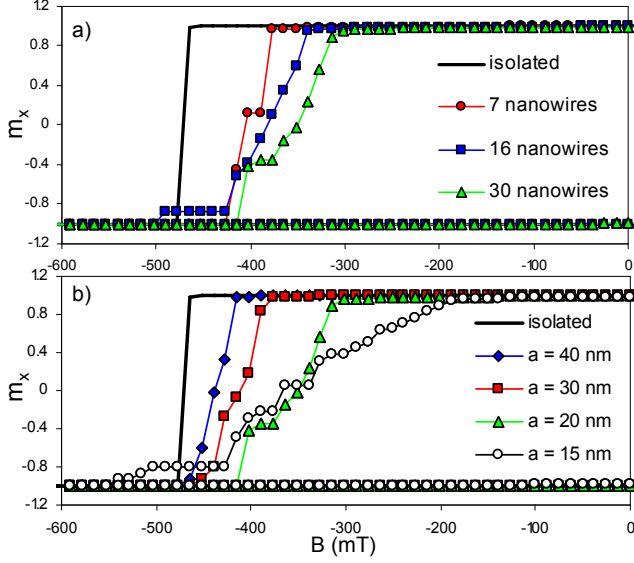 1.2
0.8
0.4
0
-0.4
-0.8
-1.2
m_x
a)
isolated
7 nanowires
16 nanowires
30 nanowires
-600 -500 -400 -300 -200 -100 0
1.2
0.8
0.4
0
-0.4
-0.8
-1.2
m_x
b)
isolated
a = 40 nm
a = 30 nm
a = 20 nm
a = 15 nm
-600 -500 -400 -300 -200 -100 0
B (mT)